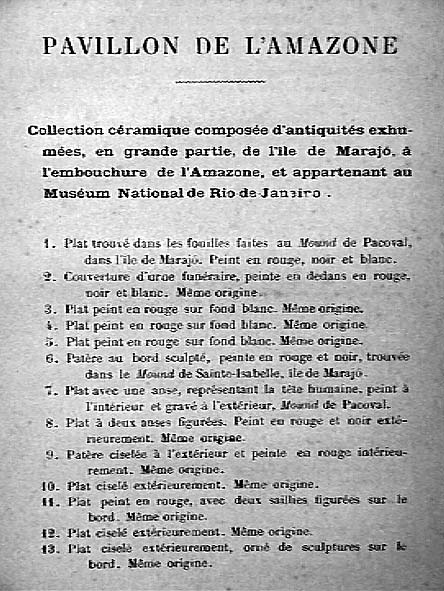 PAVILLON DE L'AMAZONE
Collection céramique composée d'antiquités exhu-
mées, en grande partie, de l'île de Marajó, à
l'embouchure de l'Amazone, et appartenant au
Muséum National de Rio de Janeiro.
1. Plat trouvé dans les fouilles faites au Mound de Pacoval,
dans l'île de Marajó. Peint en rouge, noir et blanc.
2. Couverture d'urne funéraire, peinte en dedans en rouge,
noir et blanc. Même origine.
3. Plat peint en rouge sur fond blanc. Même origine.
4. Plat peint en rouge sur fond blanc. Même origine.
5. Plat peint en rouge sur fond blanc. Même origine.
6. Patère au bord sculpté, peinte en rouge et noir, trouvée
dans le Mound de Sainte-Isabelle, île de Marajó.
7. Plat avec une anse, représentant la tête humaine, peint à
l'intérieur et gravé à l'extérieur, Mound de Pacoval.
8. Plat à deux anses figurées. Peint en rouge et noir exté-
rieurement. Même origine.
9. Patère ciselée à l'extérieur et peinte en rouge intérieu-
rement. Même origine.
10. Plat ciselé extérieurement. Même origine.
11. Plat peint en rouge, avec deux saillies figurées sur le
bord. Même origine.
12. Plat ciselé extérieurement. Même origine.
13. Plat ciselé extérieurement, orné de sculptures sur le
bord. Même origine.